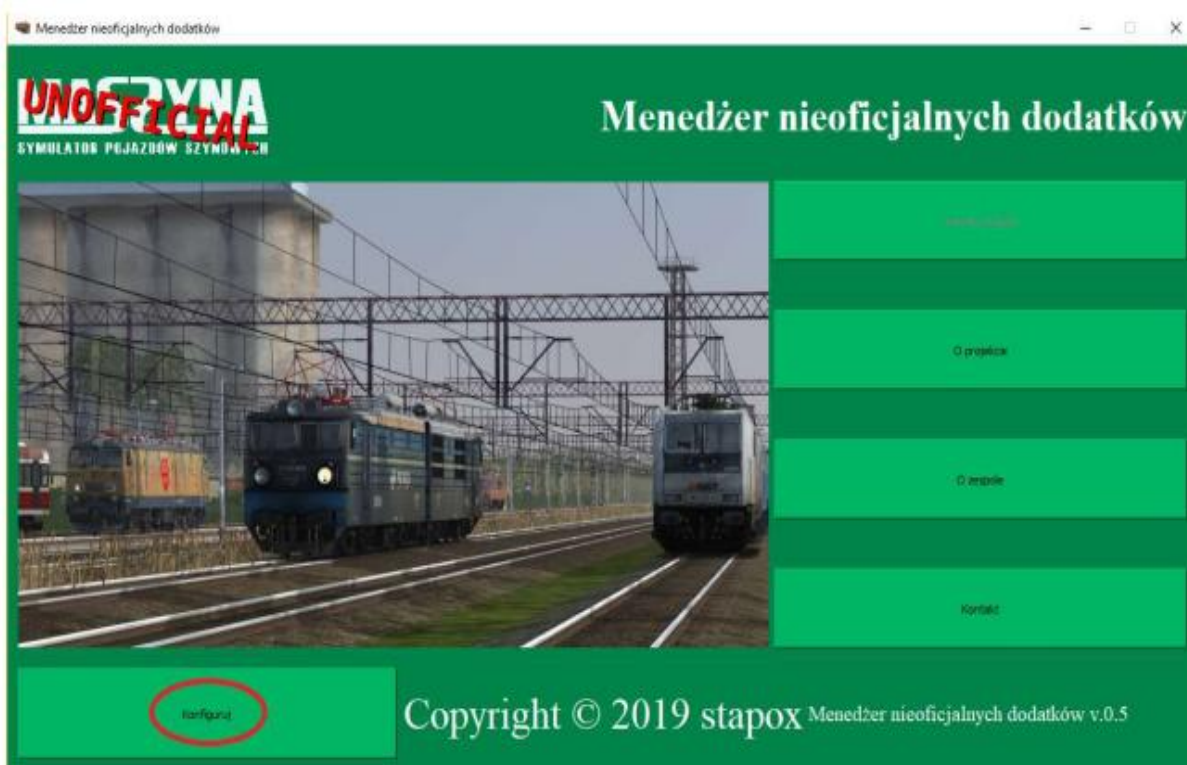 Menedżer nieoficjalnych dodatków
UNOFFICIAL
SYMULATOR POJAZDÓW SZYNOWYCH
Menedżer nieoficjalnych dodatków
O projekcie
O zespole
Kontakt
Konfiguruj
Copyright © 2019 stapox Menedżer nieoficjalnych dodatków v.0.5